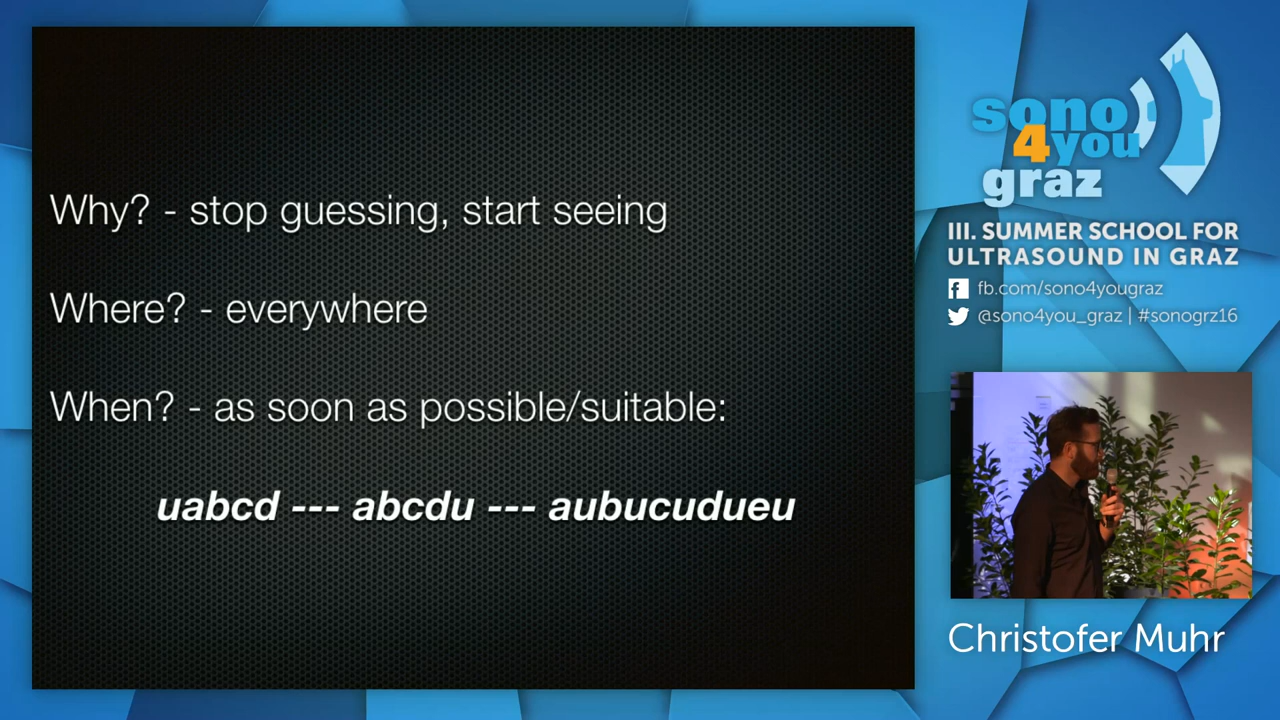 Why? - stop guessing, start seeing
Where? - everywhere
When? - as soon as possible/suitable:
uabcd --- abcdu --- aubucudueu
sono
4you
graz
III. SUMMER SCHOOL FOR
ULTRASOUND IN GRAZ
fb.com/sono4yougraz
@sono4you_graz | #sonogrz16
Christofer Muhr